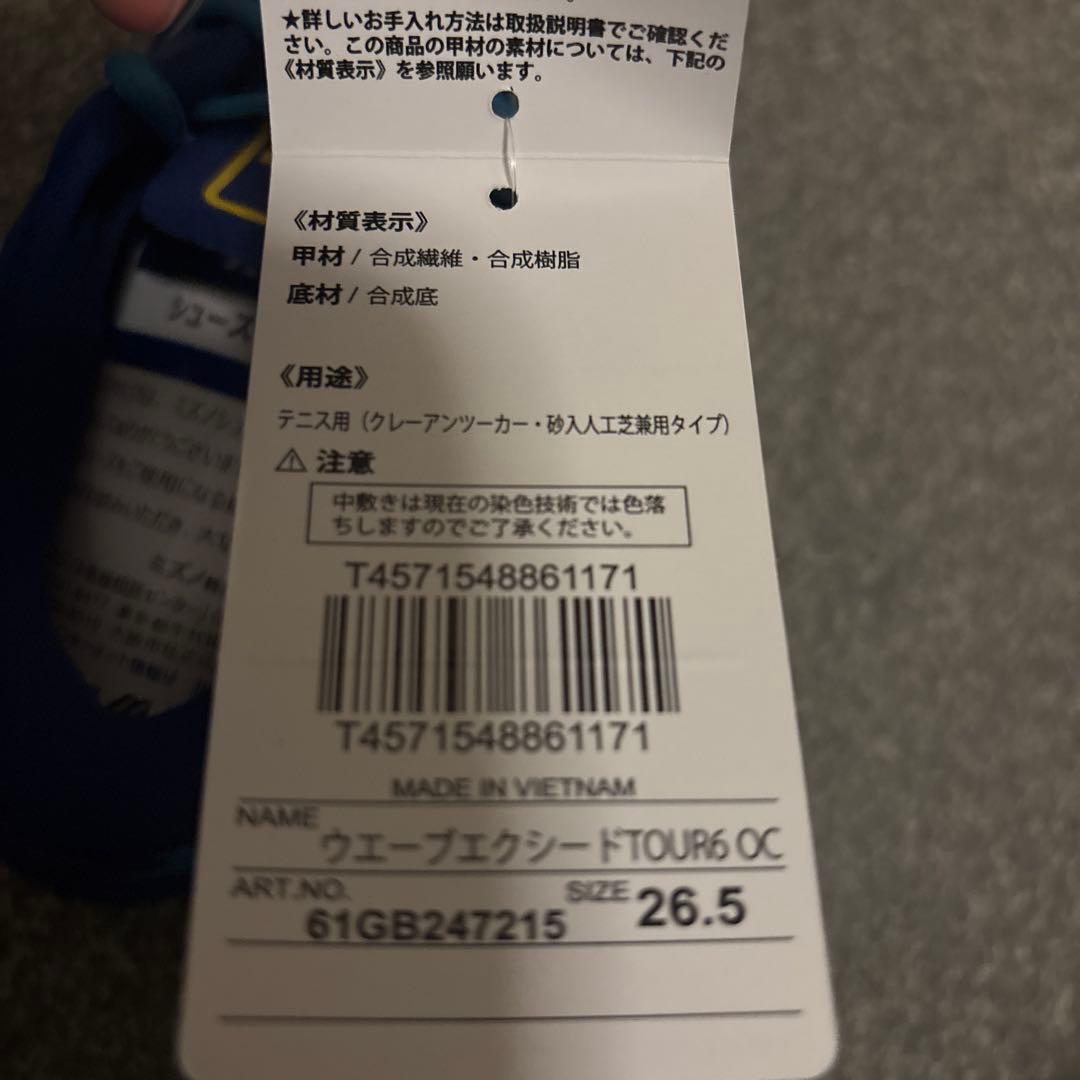 ★詳しいお手入れ方法は取扱説明書でご確認くだ
さい。この商品の甲材の素材については、下記の
《材質表示》を参照願います。
《材質表示》
甲材 / 合成繊維・合成樹脂
底材 / 合成底
《用途》
テニス用（クレーアンツーカー・砂入人工芝兼用タイプ）
⚠ 注意
中敷きは現在の染色技術では色落
ちしますのでご了承ください。
T4571548861171
T4571548861171
MADE IN VIETNAM
NAME
ウエーブエクシードTOUR6 OC
ART.NO.
61GB247215
SIZE 26.5
シューズ